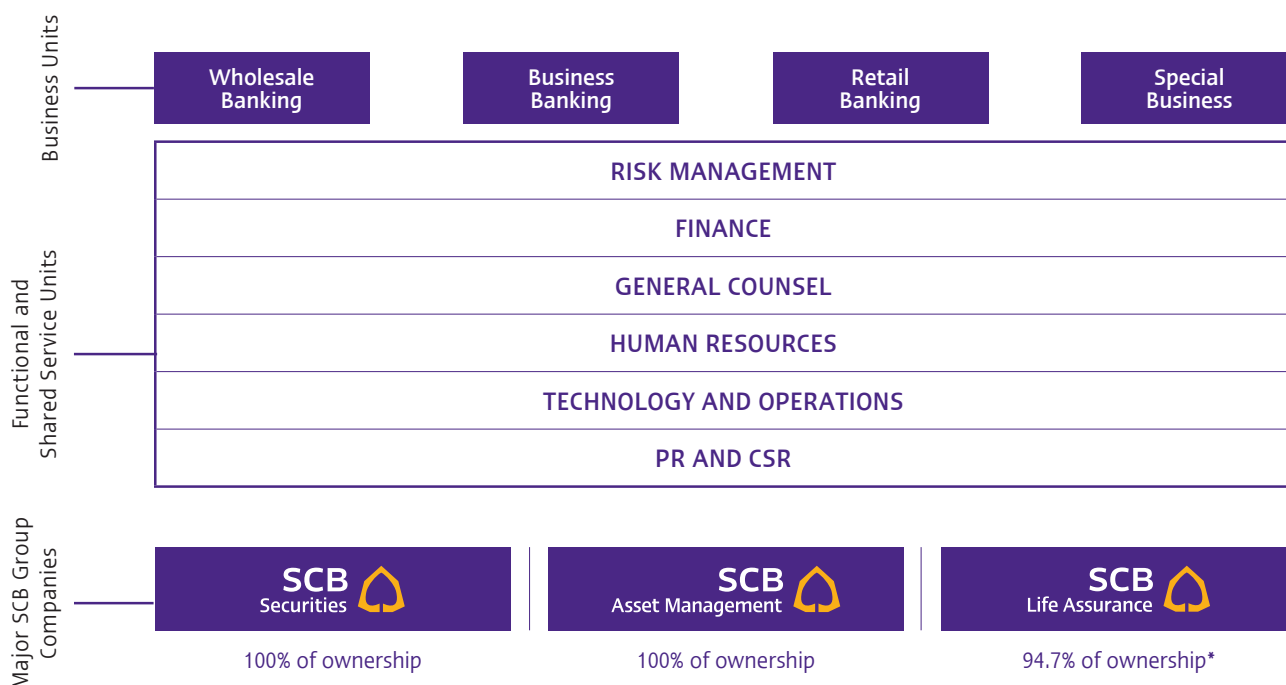 Business Units
Wholesale
Banking
Business
Banking
Retail
Banking
Special
Business
Functional and
Shared Service Units
RISK MANAGEMENT
FINANCE
GENERAL COUNSEL
HUMAN RESOURCES
TECHNOLOGY AND OPERATIONS
PR AND CSR
Major SCB Group
Companies
SCB
Securities
SCB
Asset Management
SCB
Life Assurance
100% of ownership
100% of ownership
94.7% of ownership*